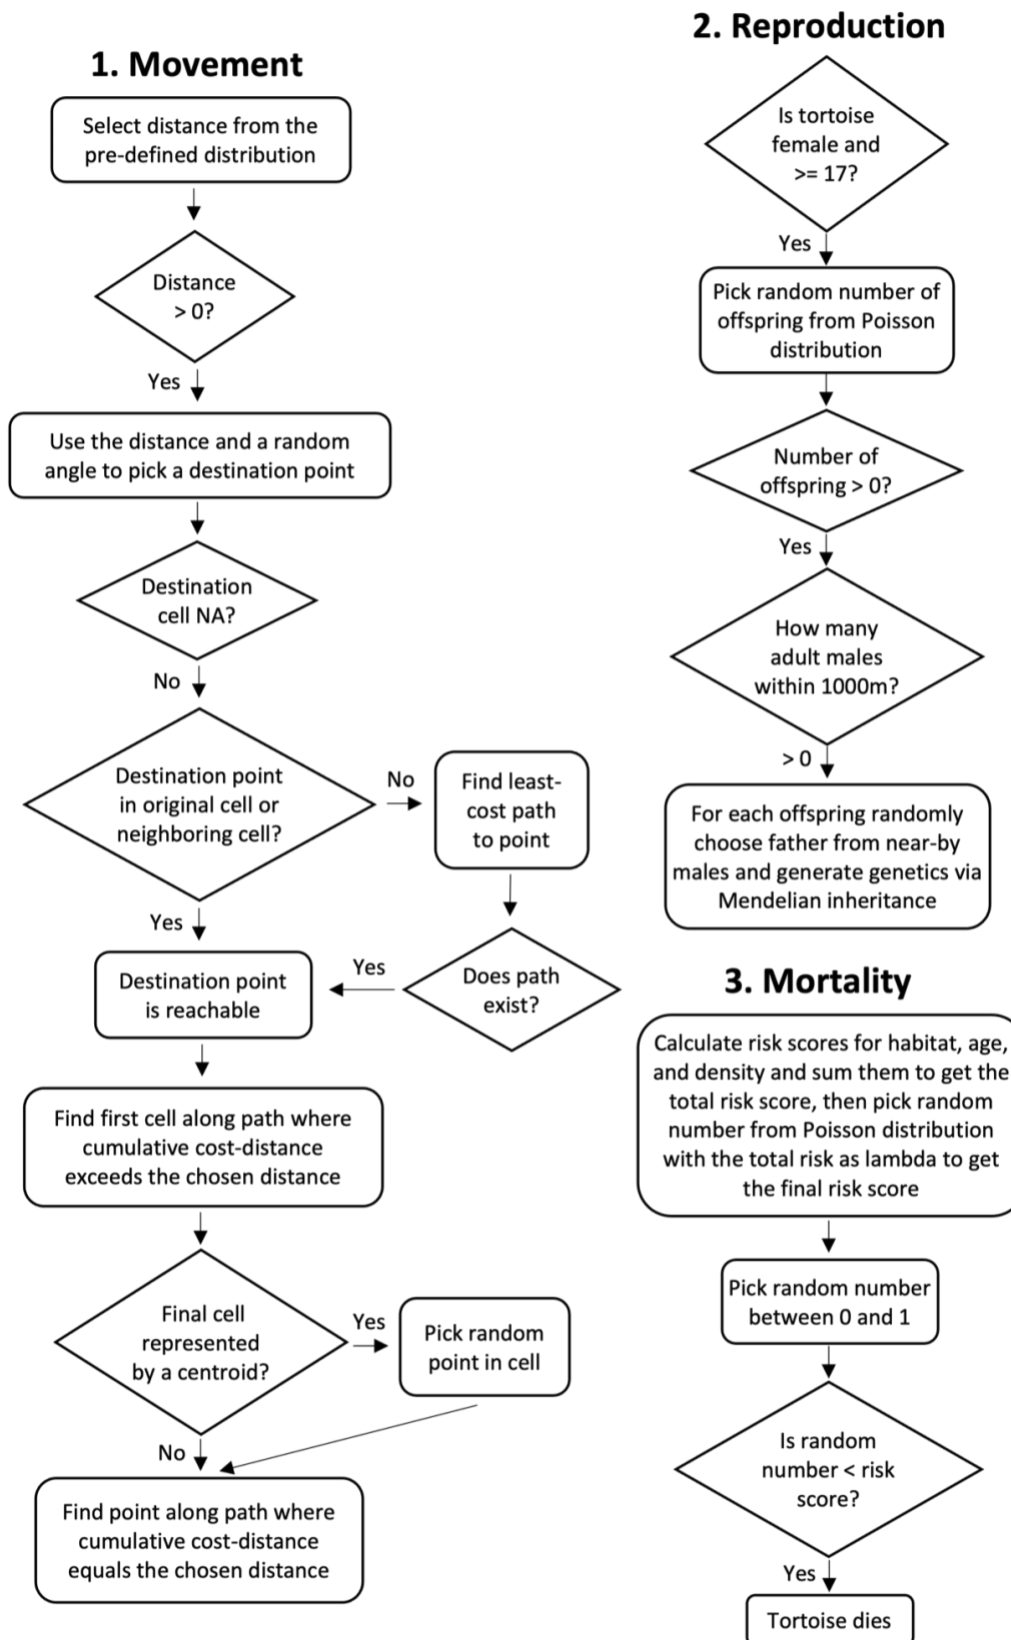 1. Movement
Select distance from the
pre-defined distribution
Distance
> 0?
Yes
Use the distance and a random
angle to pick a destination point
Destination
cell NA?
No
Destination point
in original cell or
neighboring cell?
No
Find least-
cost path
to point
Yes
Does path
exist?
Yes
Destination point
is reachable
Find first cell along path where
cumulative cost-distance
exceeds the chosen distance
Final cell
represented
by a centroid?
Yes
Pick random
point in cell
No
Find point along path where
cumulative cost-distance
equals the chosen distance
2. Reproduction
Is tortoise
female and
>= 17?
Yes
Pick random number of
offspring from Poisson
distribution
Number of
offspring > 0?
Yes
How many
adult males
within 1000m?
> 0
For each offspring randomly
choose father from near-by
males and generate genetics via
Mendelian inheritance
3. Mortality
Calculate risk scores for habitat, age,
and density and sum them to get the
total risk score, then pick random
number from Poisson distribution
with the total risk as lambda to get
the final risk score
Pick random number
between 0 and 1
Is random
number < risk
score?
Yes
Tortoise dies